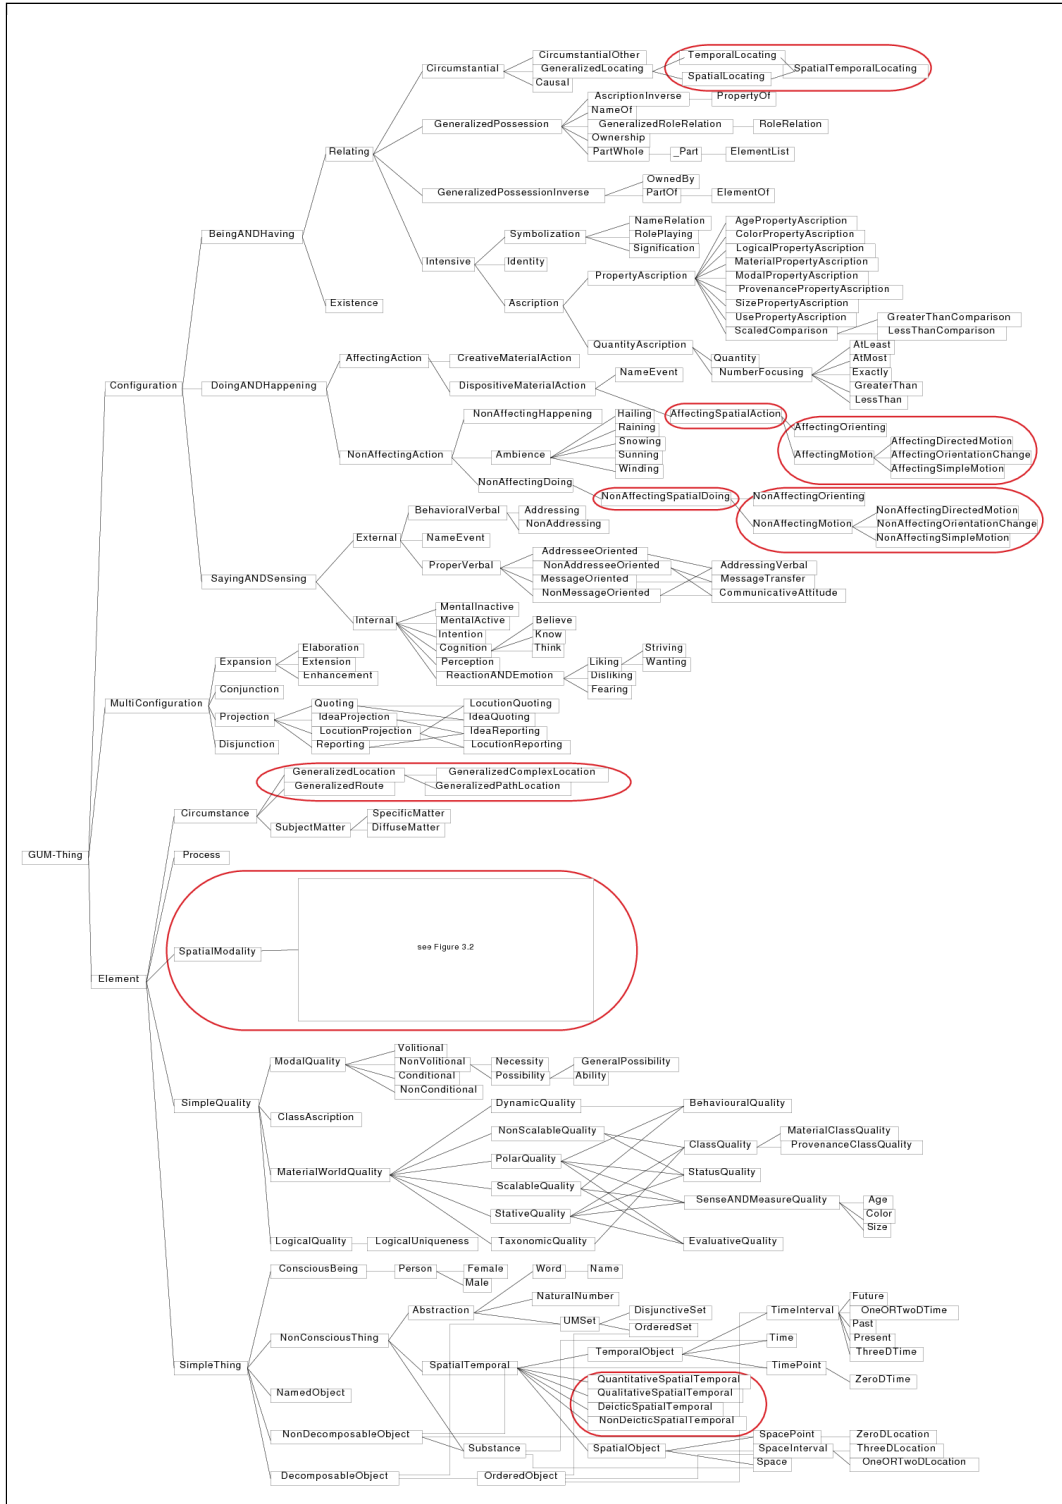 CircumstantialOther
TemporalLocating
Circumstantial
GeneralizedLocating
SpatialTemporalLocating
SpatialLocating
Causal
AscriptionInverse
PropertyOf
NameOf
GeneralizedPossession
GeneralizedRoleRelation
RoleRelation
Ownership
Relating
PartWhole
_Part
ElementList
OwnedBy
GeneralizedPossessionInverse
PartOf
ElementOf
NameRelation
AgePropertyAscription
BeingANDHaving
Symbolization
RolePlaying
ColorPropertyAscription
Signification
LogicalPropertyAscription
Intensive
Identity
MaterialPropertyAscription
PropertyAscription
ModalPropertyAscription
ProvenancePropertyAscription
Existence
Ascription
SizePropertyAscription
UsePropertyAscription
GreaterThanComparison
ScaledComparison
LessThanComparison
QuantityAscription
AtLeast
AffectingAction
CreativeMaterialAction
Quantity
AtMost
NumberFocusing
Exactly
Configuration
DoingANDHappening
DispositiveMaterialAction
NameEvent
GreaterThan
LessThan
NonAffectingHappening
Hailing
AffectingSpatialAction
Raining
AffectingOrienting
Snowing
AffectingDirectedMotion
NonAffectingAction
Ambience
Sunning
AffectingMotion
AffectingOrientationChange
Winding
AffectingSimpleMotion
NonAffectingDoing
NonAffectingSpatialDoing
NonAffectingOrienting
BehavioralVerbal
Addressing
NonAffectingDirectedMotion
NonAddressing
NonAffectingMotion
NonAffectingOrientationChange
External
NameEvent
NonAffectingSimpleMotion
AddresseeOriented
ProperVerbal
NonAddresseeOriented
AddressingVerbal
SayingANDSensing
MessageOriented
MessageTransfer
NonMessageOriented
CommunicativeAttitude
MentalInactive
Internal
MentalActive
Believe
Intention
Know
Elaboration
Cognition
Think
Striving
Expansion
Extension
Perception
Liking
Wanting
Enhancement
ReactionANDEmotion
Disliking
Conjunction
Fearing
MultiConfiguration
Quoting
LocutionQuoting
Projection
IdeaProjection
IdeaQuoting
LocutionProjection
IdeaReporting
Disjunction
Reporting
LocutionReporting
GeneralizedLocation
GeneralizedComplexLocation
GeneralizedRoute
GeneralizedPathLocation
Circumstance
SpecificMatter
SubjectMatter
DiffuseMatter
GUM-Thing
Process
see Figure 3.2
SpatialModality
Element
Volitional
ModalQuality
NonVolitional
Necessity
GeneralPossibility
Conditional
Possibility
Ability
NonConditional
SimpleQuality
DynamicQuality
BehaviouralQuality
ClassAscription
NonScalableQuality
MaterialClassQuality
ClassQuality
ProvenanceClassQuality
PolarQuality
MaterialWorldQuality
StatusQuality
ScalableQuality
SenseANDMeasureQuality
Age
StativeQuality
Color
Size
LogicalQuality
LogicalUniqueness
TaxonomicQuality
EvaluativeQuality
ConsciousBeing
Person
Female
Word
Name
Male
NaturalNumber
Future
Abstraction
DisjunctiveSet
TimeInterval
OneORTwoDTime
UMSet
OrderedSet
Past
NonConsciousThing
Time
Present
TemporalObject
ThreeDTime
SimpleThing
SpatialTemporal
TimePoint
QuantitativeSpatialTemporal
ZeroDTime
NamedObject
QualitativeSpatialTemporal
DeicticSpatialTemporal
NonDeicticSpatialTemporal
NonDecomposableObject
SpacePoint
ZeroDLocation
Substance
SpatialObject
SpaceInterval
ThreeDLocation
Space
OneORTwoDLocation
DecomposableObject
OrderedObject